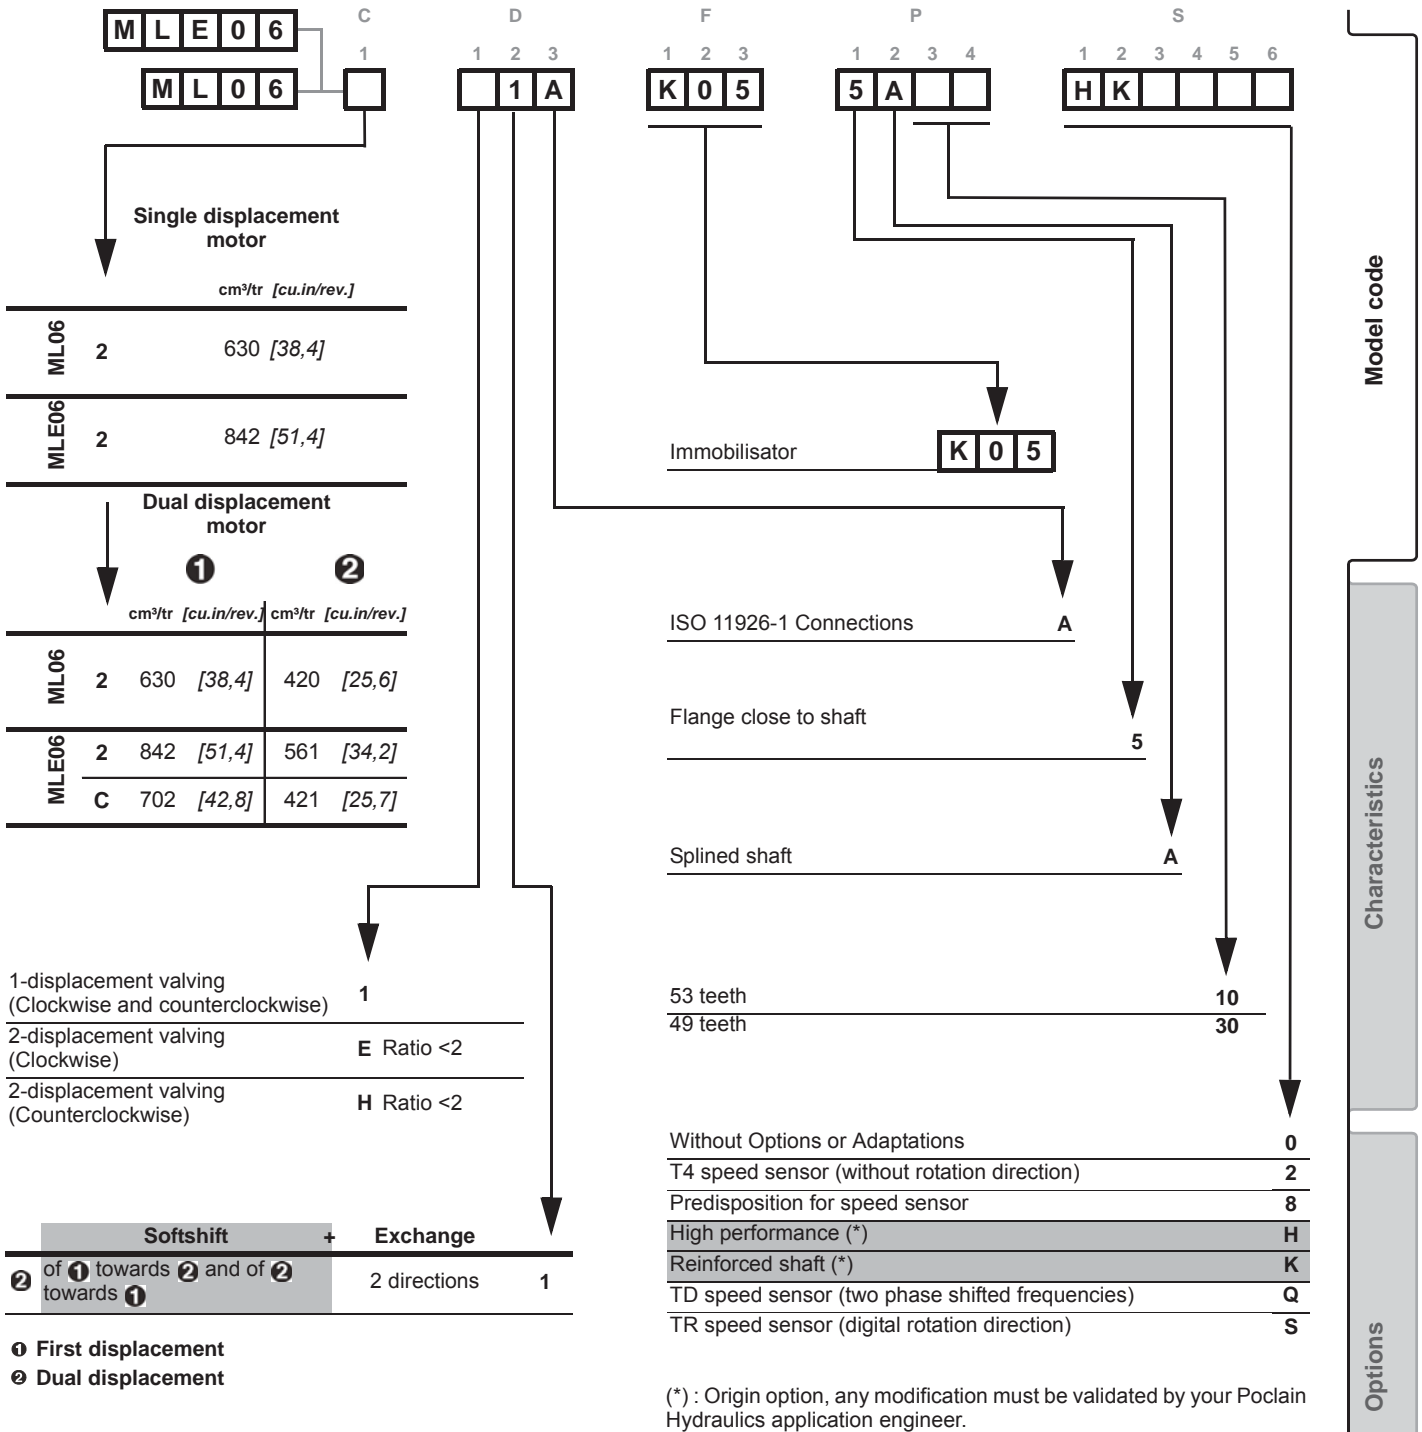 C D F P S
1 1 2 3 1 2 3 1 2 3 4 1 2 3 4 5 6
M L E 0 6
M L 0 6 1 A K 0 5 5 A H K
Single displacement
motor
cm³/tr [cu.in/rev.]
ML06 2 630 [38,4]
MLE06 2 842 [51,4]
Dual displacement
motor
❶ ❷
cm³/tr [cu.in/rev.] cm³/tr [cu.in/rev.]
ML06 2 630 [38,4] 420 [25,6]
MLE06 2 842 [51,4] 561 [34,2]
C 702 [42,8] 421 [25,7]
1-displacement valving
(Clockwise and counterclockwise) 1
2-displacement valving
(Clockwise) E Ratio <2
2-displacement valving
(Counterclockwise) H Ratio <2
Softshift + Exchange
❷ of ❶ towards ❷ and of ❷
towards ❶ 2 directions 1
❶ First displacement
❷ Dual displacement
Immobilisator K 0 5
ISO 11926-1 Connections A
Flange close to shaft
5
Splined shaft A
53 teeth 10
49 teeth 30
Without Options or Adaptations 0
T4 speed sensor (without rotation direction) 2
Predisposition for speed sensor 8
High performance (*) H
Reinforced shaft (*) K
TD speed sensor (two phase shifted frequencies) Q
TR speed sensor (digital rotation direction) S
(*) : Origin option, any modification must be validated by your Poclain
Hydraulics application engineer.
Model code
Characteristics
Options